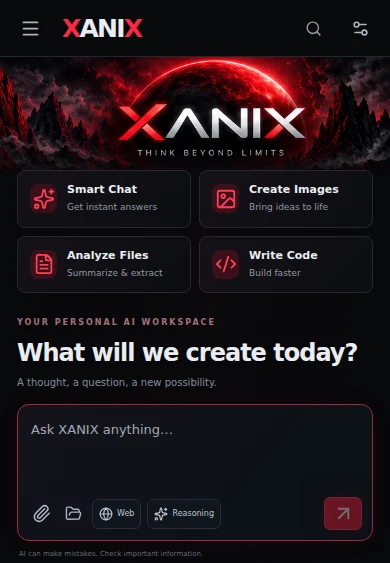 XANIX
XANIX
THINK BEYOND LIMITS
Smart Chat
Get instant answers
Create Images
Bring ideas to life
Analyze Files
Summarize & extract
Write Code
Build faster
YOUR PERSONAL AI WORKSPACE
What will we create today?
A thought, a question, a new possibility.
Ask XANIX anything...
Web
Reasoning
AI can make mistakes. Check important information.